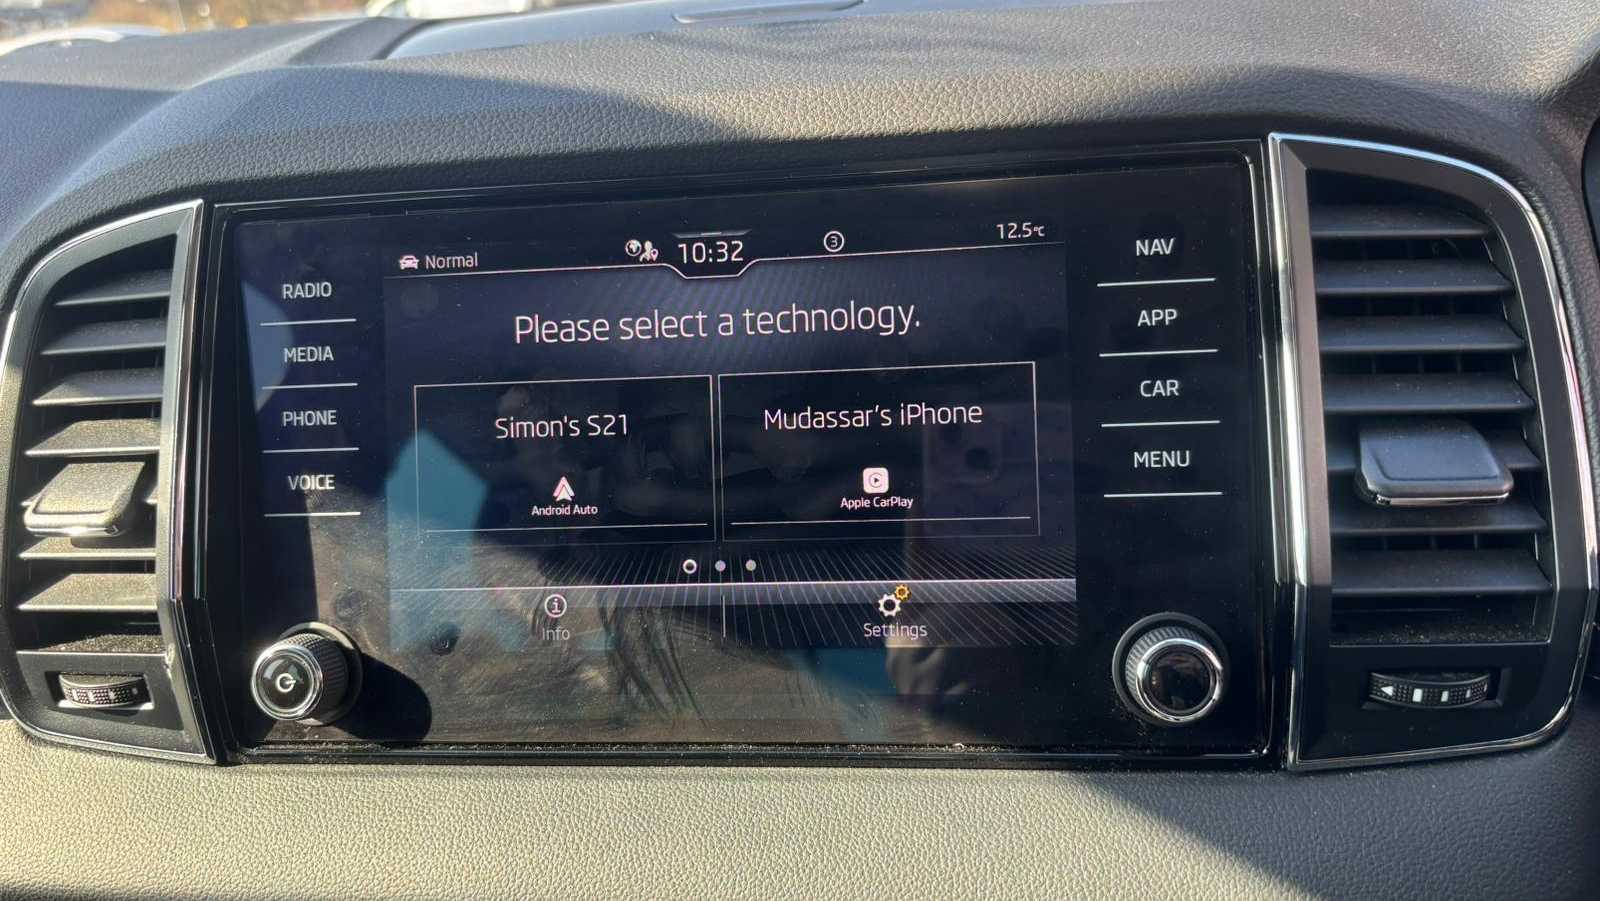 Normal
10:32
3
12.5°C
RADIO
MEDIA
PHONE
VOICE
Please select a technology.
Simon's S21
Android Auto
Mudassar's iPhone
Apple CarPlay
Info
Settings
NAV
APP
CAR
MENU